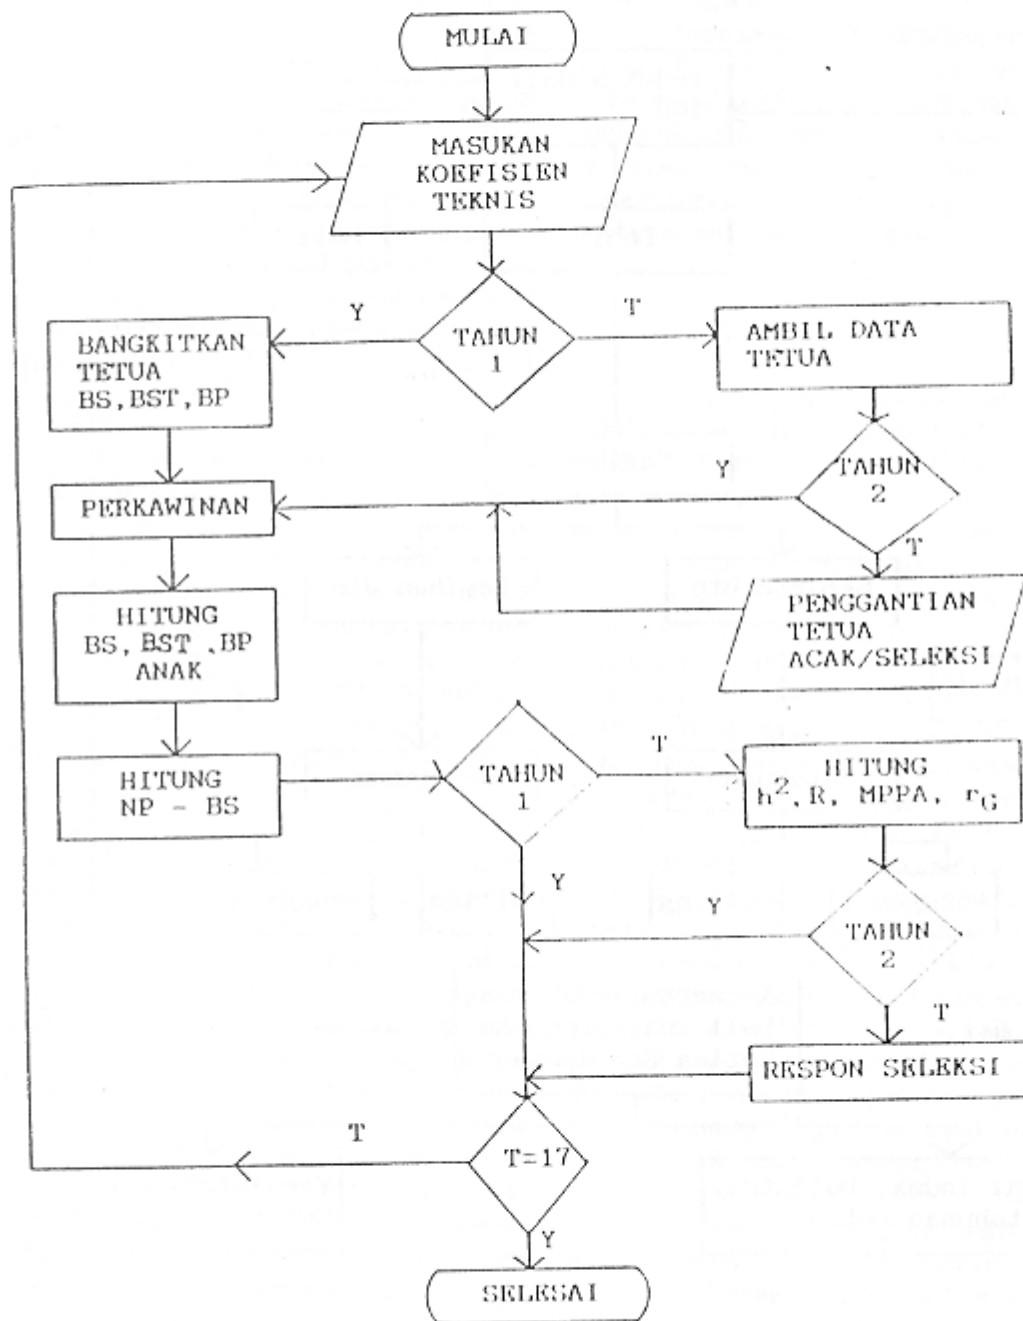 MULAI
MASUKAN
KOEFISIEN
TEKNIS
Y
TAHUN
1
T
BANGKITKAN
TETUA
BS, BST, BP
AMBIL DATA
TETUA
TAHUN
2
Y
T
PERKAWINAN
PENGGANTIAN
TETUA
ACAK/SELEKSI
HITUNG
BS, BST, BP
ANAK
HITUNG
NP - BS
TAHUN
1
T
Y
HITUNG
h², R, MPPA, rG
TAHUN
2
Y
T
RESPON SELEKSI
T=17
T
Y
SELESAI